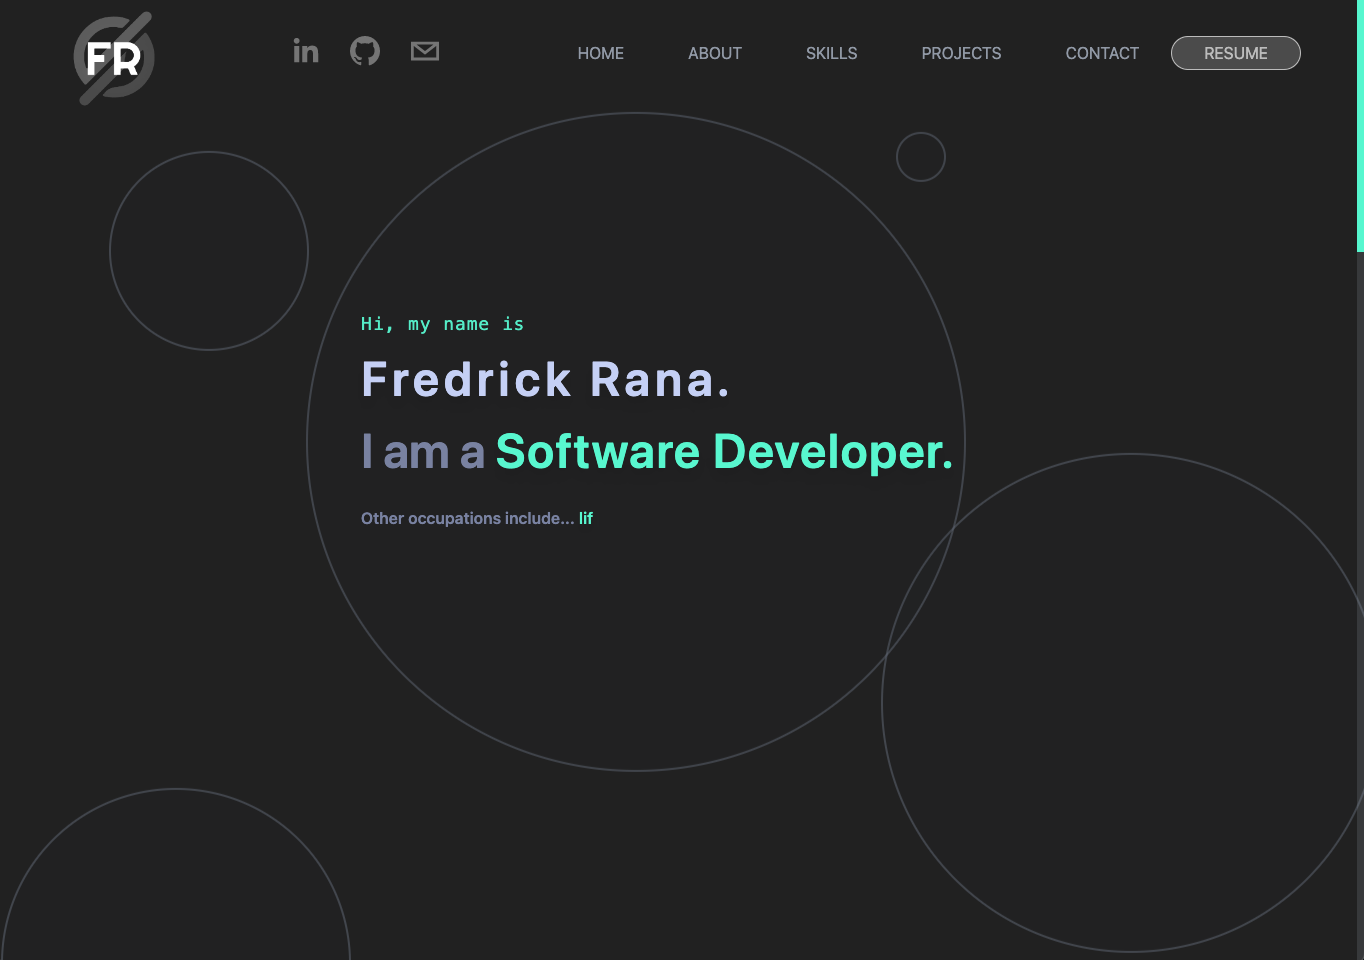 FR
HOME ABOUT SKILLS PROJECTS CONTACT RESUME
Hi, my name is
Fredrick Rana.
I am a Software Developer.
Other occupations include... lif